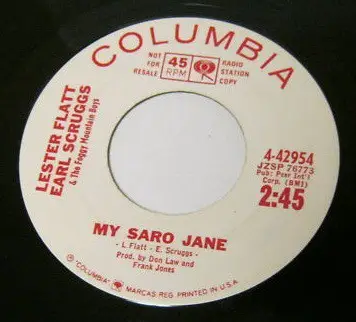 COLUMBIA
NOT
FOR
RESALE
45
RPM
RADIO
STATION
COPY
LESTER FLATT
EARL SCRUGGS
& The Foggy Mountain Boys
4-42954
JZSP 76773
Pub: Peer Int'l
Corp. (BMI)
2:45
MY SARO JANE
- L. Flatt - E. Scruggs -
Prod. by Don Law and
Frank Jones
℗ "COLUMBIA" MARCAS REG. PRINTED IN U.S.A.